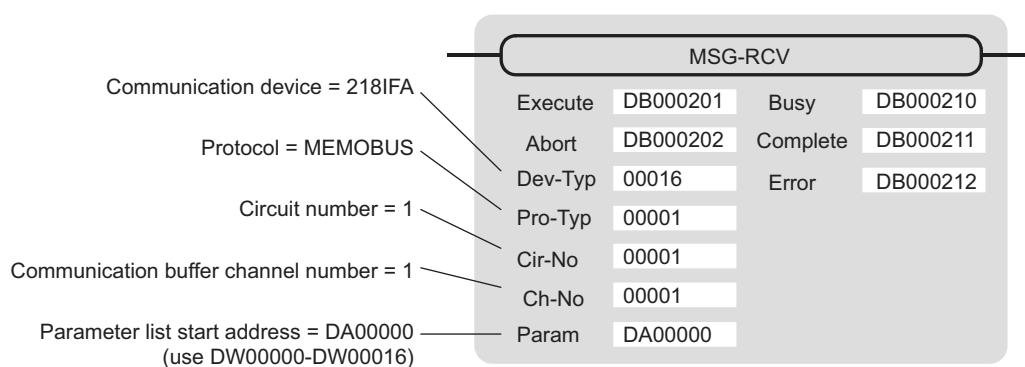 MSG-RCV
Communication device = 218IFA
Protocol = MEMOBUS
Circuit number = 1
Communication buffer channel number = 1
Parameter list start address = DA00000
(use DW00000-DW00016)
Execute DB000201 Busy DB000210
Abort DB000202 Complete DB000211
Dev-Typ 00016 Error DB000212
Pro-Typ 00001
Cir-No 00001
Ch-No 00001
Param DA00000